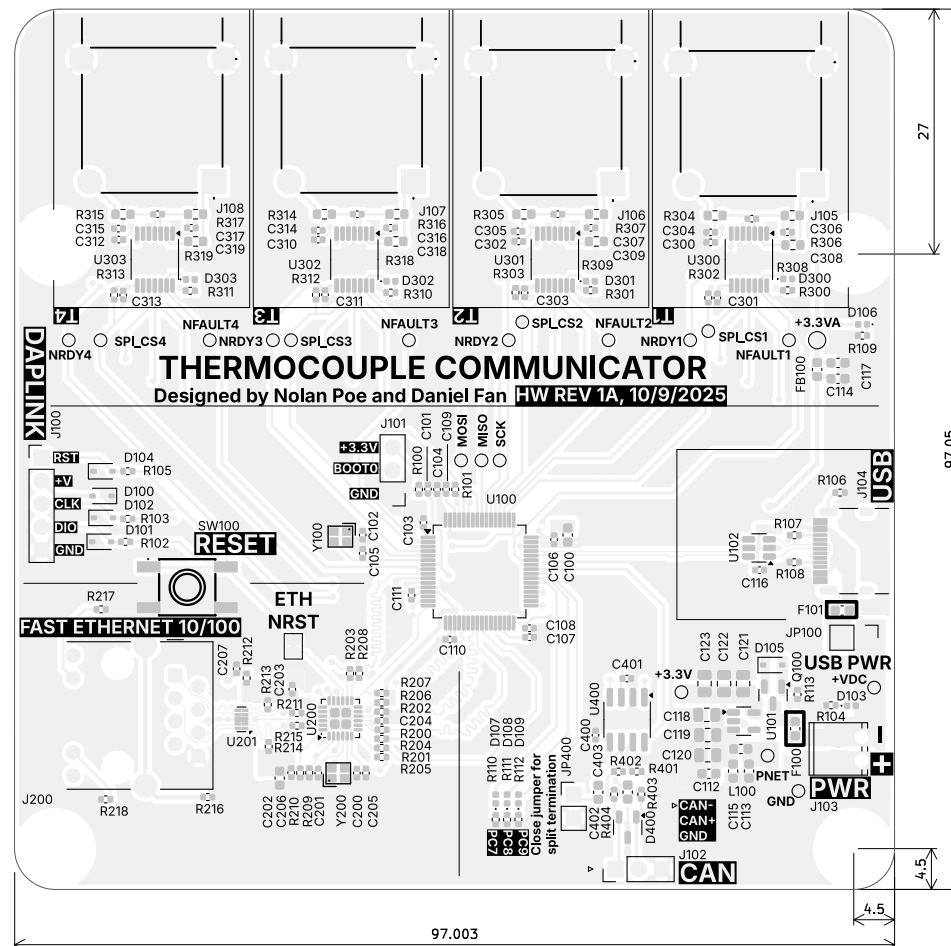 27
R315
C315
C312
J108
R317
C317
C319
R319
U303
R313
D303
R311
C313
R314
C314
C310
J107
R316
C316
C318
R318
U302
R312
D302
R310
C311
R305
C305
C302
J106
R307
C307
C309
R309
U301
R303
D301
R301
C303
R304
C304
C300
J105
C306
R306
C308
R308
U300
R302
D300
R300
C301
T4
T3
T2
T1
NFAULT4
NFAULT3
SPI_CS2
NFAULT2
+3.3VA
D106
NRDY4
SPI_CS4
NRDY3
SPI_CS3
NRDY2
NRDY1
SPI_CS1
NFAULT1
R109
THERMOCOUPLE COMMUNICATOR
Designed by Nolan Poe and Daniel Fan HW REV 1A, 10/9/2025
FB100
C117
C114
DAPLINK
J100
RST
+V
CLK
DIO
GND
D104
R105
D100
D102
R103
D101
R102
J101
+3.3V
BOOT0
GND
R100
C101
C104
C109
R101
MOSI
MISO
SCK
U100
C103
Y100
C102
C105
C106
C100
C111
C110
C108
C107
USB
J104
R106
R107
U102
R108
C116
97.05
SW100
RESET
R217
FAST ETHERNET 10/100
ETH
NRST
F101
JP100
USB PWR
+VDC
C207
R212
R213
C203
R211
U200
R203
R208
U201
R215
R214
R207
R206
R202
C204
R200
R204
R201
R205
J200
R218
R216
C202
C206
R210
R209
C201
Y200
C200
C205
R110
D107
R111
D108
R112
D109
PC7
PC8
PC9
Close jumper for
split termination
JP400
C401
U400
C400
C403
R402
R401
R403
C402
R404
D400
J102
CAN
CAN-
CAN+
GND
+3.3V
C123
C122
C121
D105
Q100
R113
D103
R104
C118
C119
C120
C112
U101
F100
PNET
L100
C115
C113
GND
PWR
J103
4.5
4.5
97.003